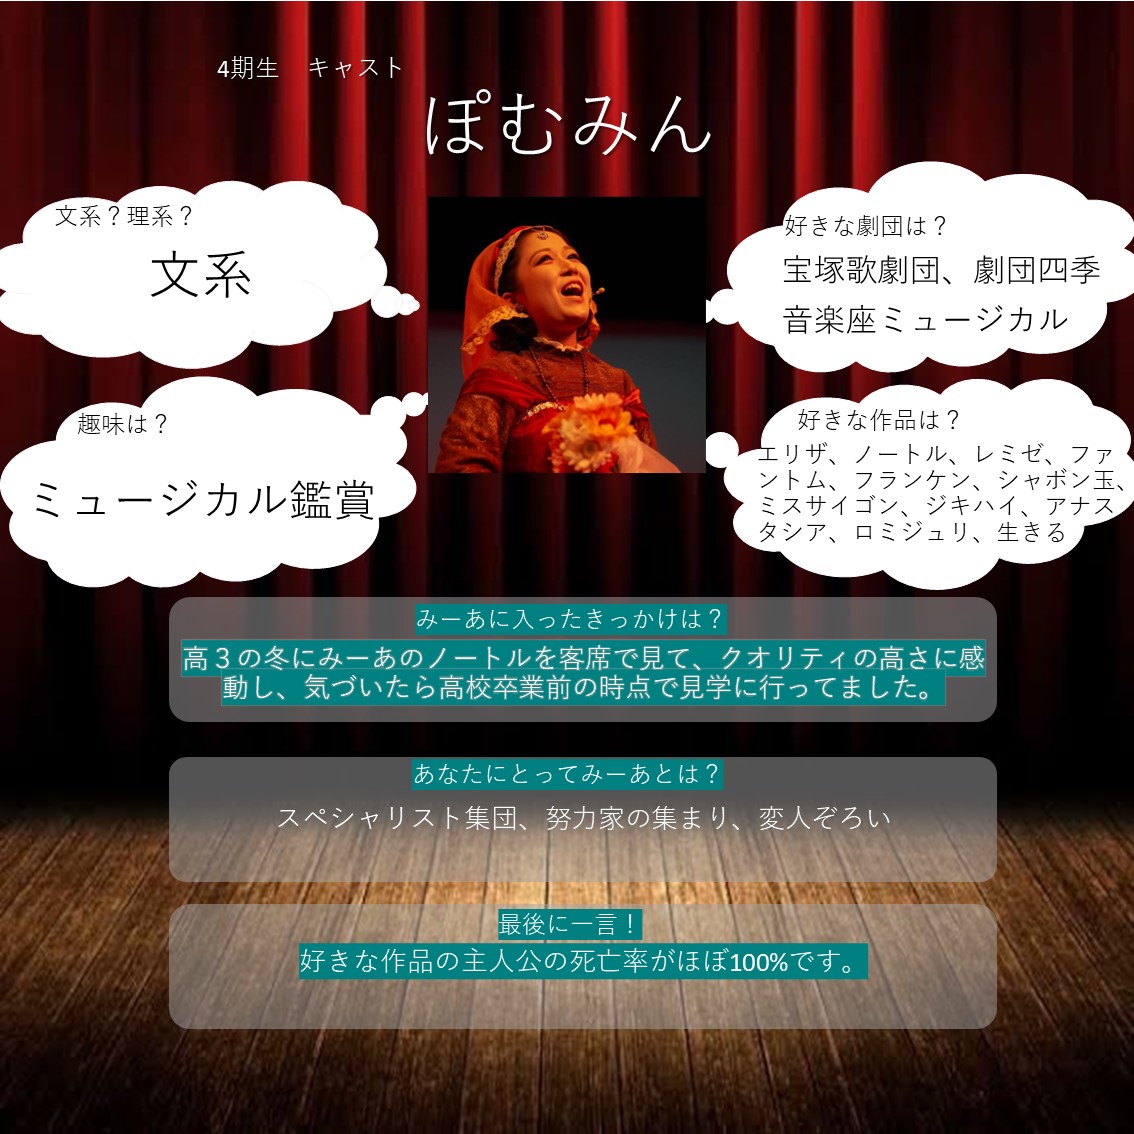 4期生　キャスト
ぽむみん
文系？理系？
文系
好きな劇団は？
宝塚歌劇団、劇団四季
音楽座ミュージカル
趣味は？
ミュージカル鑑賞
好きな作品は？
エリザ、ノートル、レミゼ、ファ
ントム、フランケン、シャボン玉、
ミスサイゴン、ジキハイ、アナス
タシア、ロミジュリ、生きる
みーあに入ったきっかけは？
高３の冬にみーあのノートルを客席で見て、クオリティの高さに感
動し、気づいたら高校卒業前の時点で見学に行ってました。
あなたにとってみーあとは？
スペシャリスト集団、努力家の集まり、変人ぞろい
最後に一言！
好きな作品の主人公の死亡率がほぼ100%です。